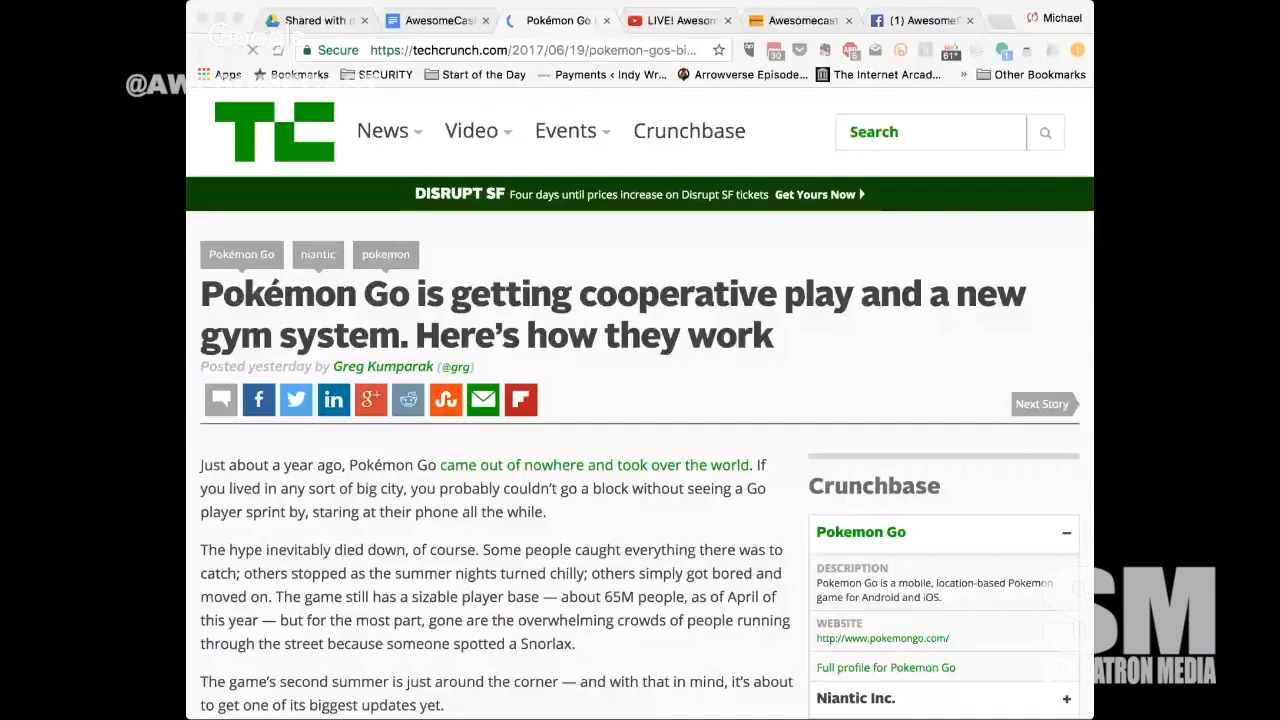 Shared with n
AwesomeCas
Pokémon Go
LIVE! Awesom
Awesomecast
(1) Awesome
Michael
Google
Secure
https://techcrunch.com/2017/06/19/pokemon-gos-bi...
30
5
61°
1
Apps
Bookmarks
SECURITY
Start of the Day
Payments ‹ Indy Wr...
Arrowverse Episode...
The Internet Arcad...
»
Other Bookmarks
TC
News
Video
Events
Crunchbase
Search
DISRUPT SF Four days until prices increase on Disrupt SF tickets Get Yours Now
Pokémon Go
niantic
pokemon
Pokémon Go is getting cooperative play and a new
gym system. Here's how they work
Posted yesterday by Greg Kumparak (@grg)
Next Story
Just about a year ago, Pokémon Go came out of nowhere and took over the world. If
you lived in any sort of big city, you probably couldn't go a block without seeing a Go
player sprint by, staring at their phone all the while.
The hype inevitably died down, of course. Some people caught everything there was to
catch; others stopped as the summer nights turned chilly; others simply got bored and
moved on. The game still has a sizable player base — about 65M people, as of April of
this year — but for the most part, gone are the overwhelming crowds of people running
through the street because someone spotted a Snorlax.
The game's second summer is just around the corner — and with that in mind, it's about
to get one of its biggest updates yet.
Crunchbase
Pokemon Go
DESCRIPTION
Pokemon Go is a mobile, location-based Pokemon
game for Android and iOS.
WEBSITE
http://www.pokemongo.com/
Full profile for Pokemon Go
Niantic Inc.
SM
MEDIA